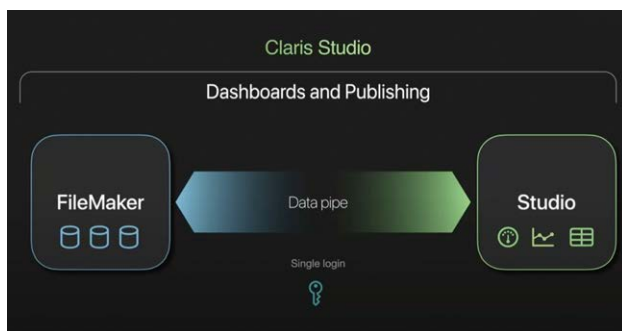 Claris Studio
Dashboards and Publishing
FileMaker
Data pipe
Studio
Single login